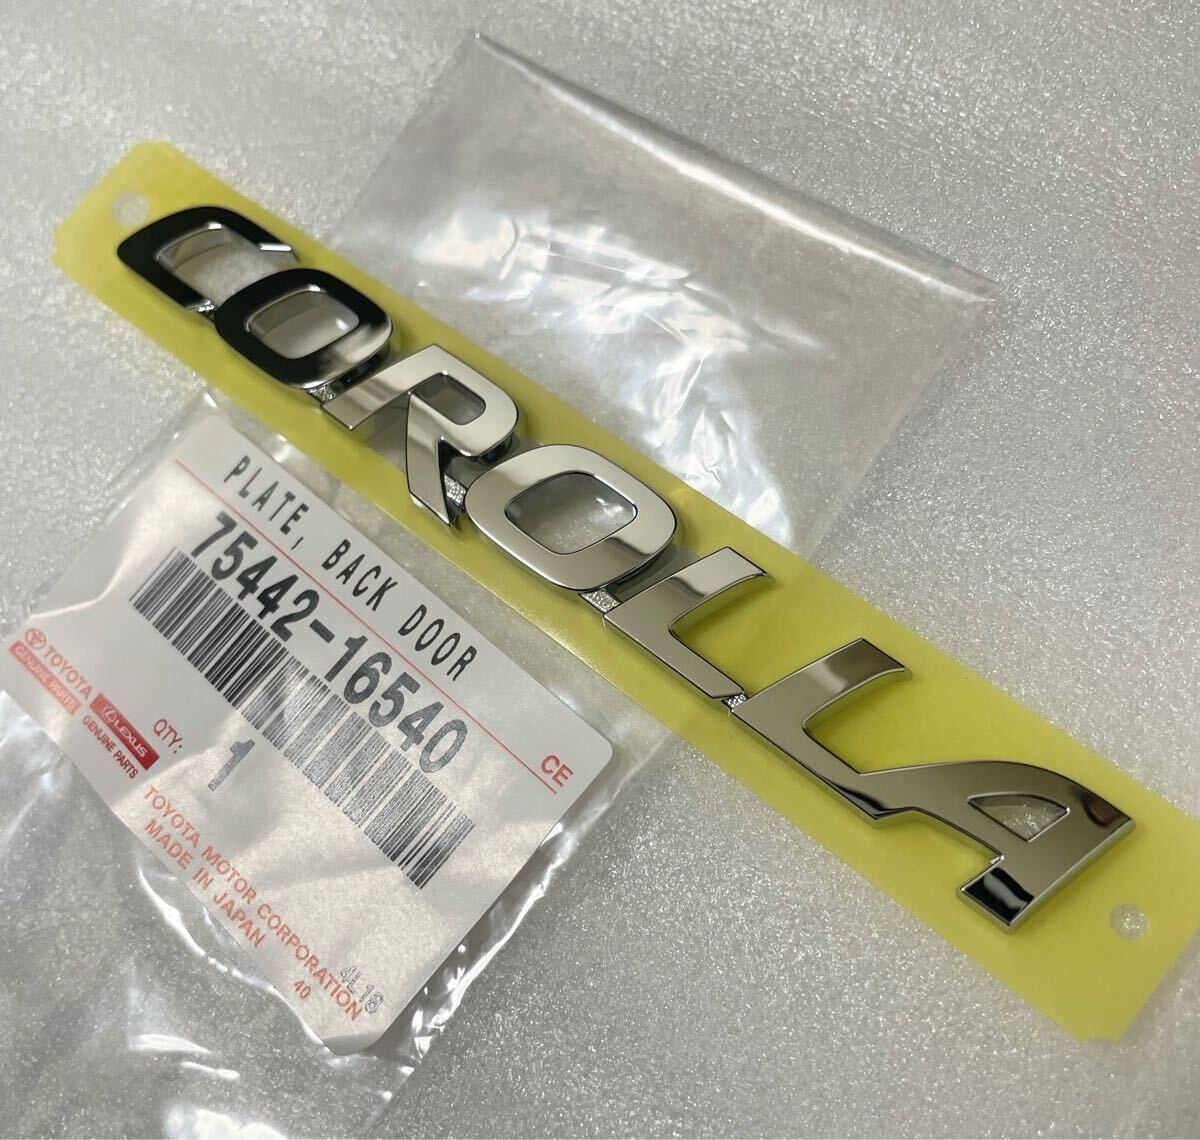 COROLLA
PLATE, BACK DOOR
75442-16540
TOYOTA
GENUINE PARTS
LEXUS
GENUINE PARTS
QTY:
1
CE
TOYOTA MOTOR CORPORATION
MADE IN JAPAN
40
4L18